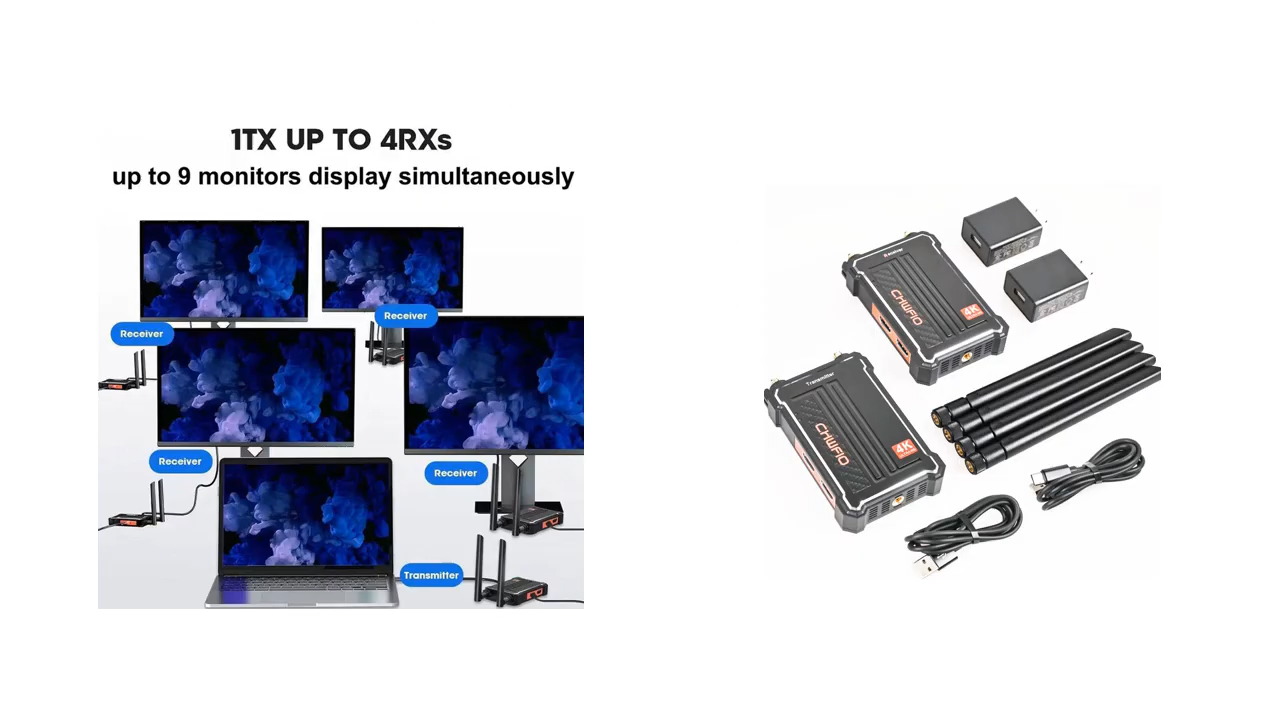 1TX UP TO 4RXs
up to 9 monitors display simultaneously
Receiver
Receiver
Receiver
Receiver
Transmitter
Receiver
CHWFIO
4K
Transmitter
CHWFIO
4K